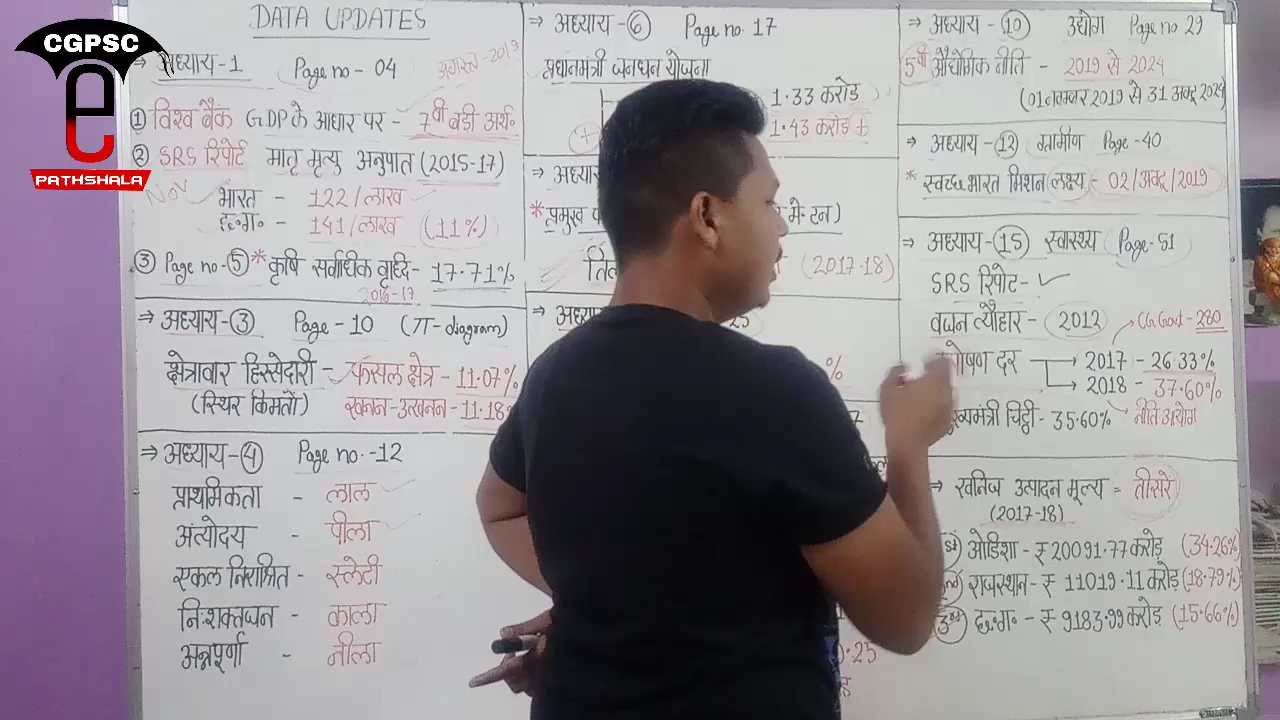 CGPSC
e
PATHSHALA
DATA UPDATES
⇒ अध्याय-1 Page no- 04 अगस्त-2019
① विश्व बैंक GDP के आधार पर - 7वी बड़ी अर्थ०
② SRS रिपोर्ट मातृ मृत्यु अनुपात (2015-17)
NOV भारत - 122/लाख
छ०ग० - 141/लाख (11%)
③ Page no-⑤ * कृषि सर्वाधिक वृद्धि- 17.71%
2016-17
⇒ अध्याय-③ Page - 10 (π- diagram)
क्षेत्रावार हिस्सेदारी - फसल क्षेत्र - 11.07%
(स्थिर किमतों) खनन-उत्खनन - 11.18%
⇒ अध्याय-④ Page no.-12
प्राथमिकता - लाल
अंत्योदय - पीला
एकल निराश्रित - स्लेटी
निःशक्तजन - काला
अन्नपूर्णा - नीला
⇒ अध्याय-⑥ Page no. 17
प्रधानमंत्री जनधन योजना
1.33 करोड़
1.43 करोड़ +
⇒
* प्रमुख
(2017-18)
⇒
%
⇒ अध्याय-⑩ उद्योग Page no 29
5वी औद्योगिक नीति - 2019 से 2024
(01 नवम्बर 2019 से 31 अक्टू 2024
⇒ अध्याय-⑫ ग्रामीण Page-40
* स्वच्छ भारत मिशन लक्ष्य - 02/अक्टू/2019
⇒ अध्याय-⑮ स्वास्थ्य Page-51
SRS रिपोर्ट- ✓
वजन त्यौहार - 2012 → CG Govt - 280
दर → 2017 - 26.33%
→ 2018 - 37.60%
चिट्ठी- 35.60% नीति आयोग
⇒ खनिज उत्पादन मूल्य = तीसरे
(2017-18)
ओडिशा - ₹20091.77 करोड़ (34.26%)
राजस्थान - ₹ 11019.11 करोड़ (18.79%)
3rd छ०ग० - ₹ 9183.99 करोड़ (15.66%)